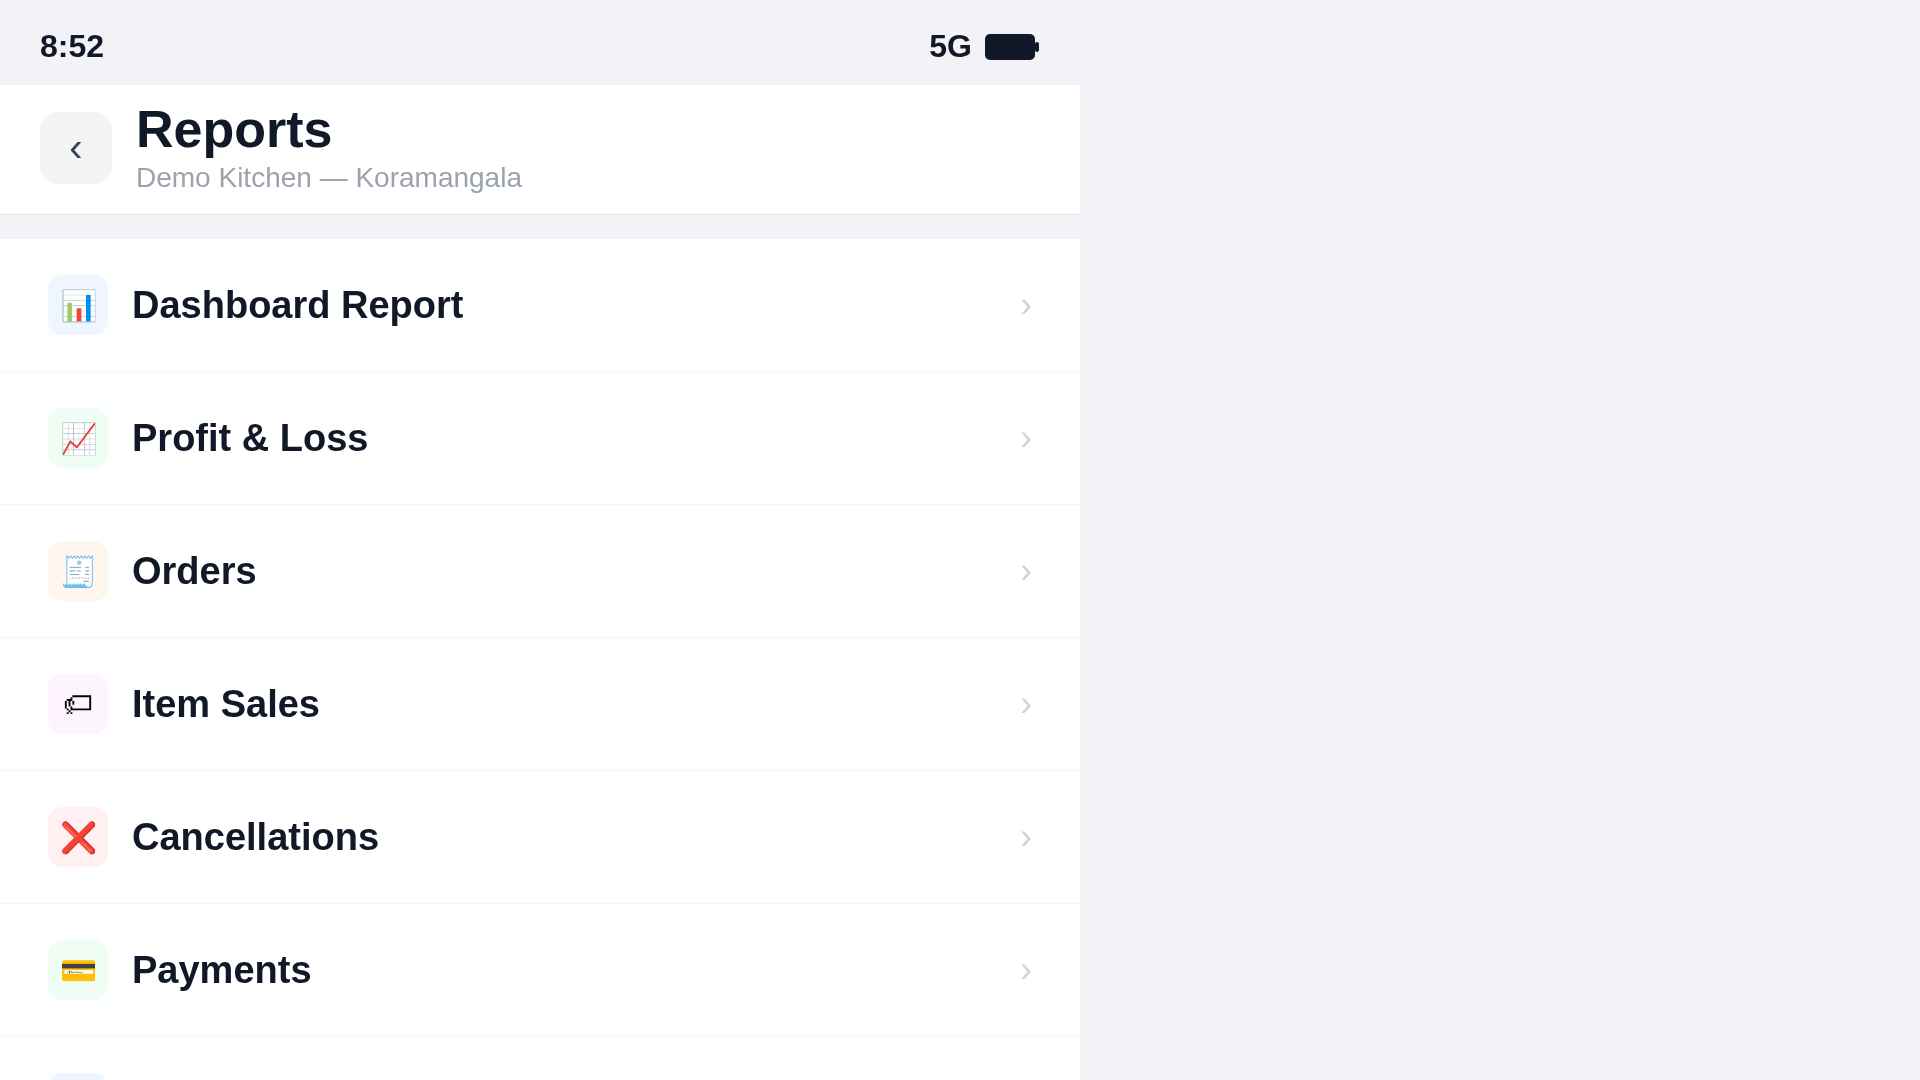 8:52
5G
Reports
Demo Kitchen — Koramangala
Dashboard Report
Profit & Loss
Orders
Item Sales
Cancellations
Payments